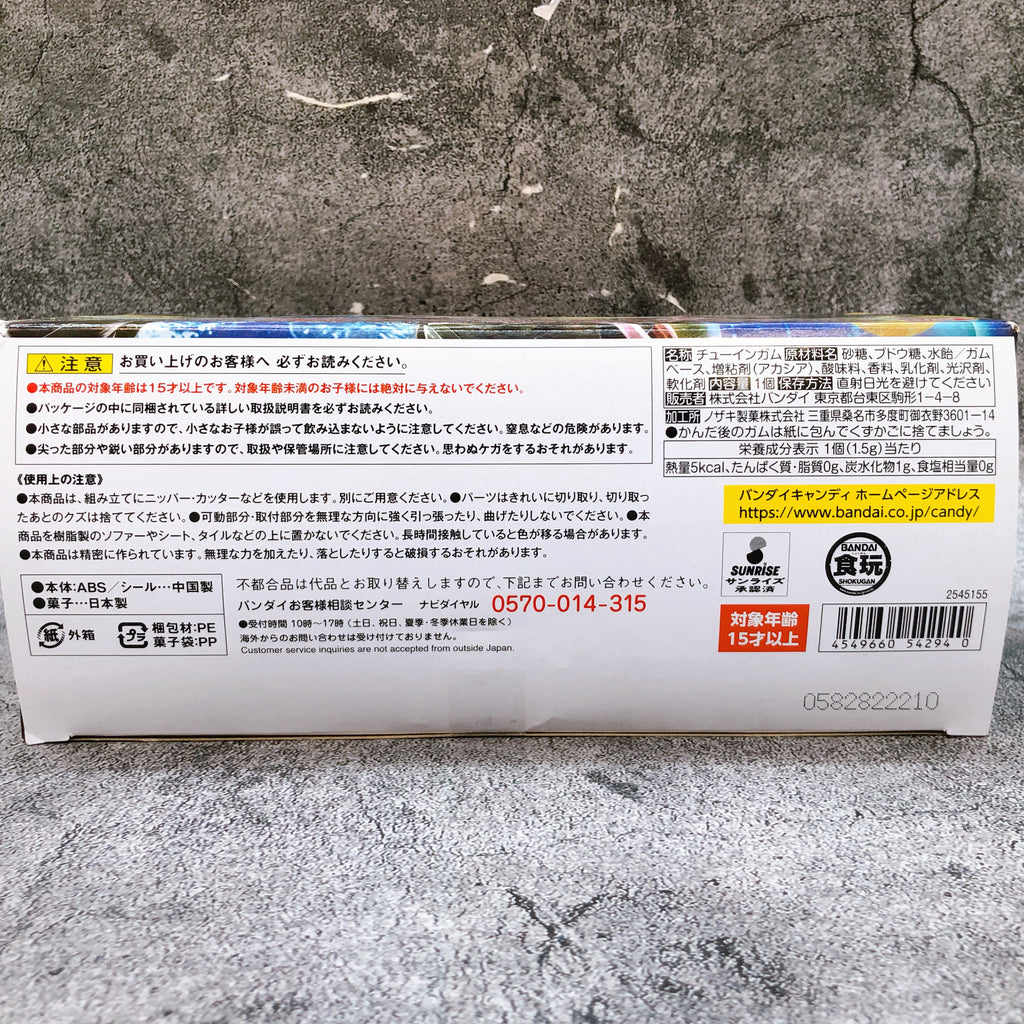 注意 お買い上げのお客様へ 必ずお読みください。
●本商品の対象年齢は15才以上です。対象年齢未満のお子様には絶対に与えないでください。
●パッケージの中に同梱されている詳しい取扱説明書を必ずお読みください。
●小さな部品がありますので、小さなお子様が誤って飲み込まないように注意してください。窒息などの危険があります。
●尖った部分や鋭い部分がありますので、取扱や保管場所に注意してください。思わぬケガをするおそれがあります。
《使用上の注意》
●本商品は、組み立てにニッパー・カッターなどを使用します。別にご用意ください。●パーツはきれいに切り取り、切り取っ
たあとのクズは捨ててください。●可動部分・取付部分を無理な方向に強く引っ張ったり、曲げたりしないでください。●本
商品を樹脂製のソファーやシート、タイルなどの上に置かないでください。長時間接触していると色が移る場合があります。
●本商品は精密に作られています。無理な力を加えたり、落としたりすると破損するおそれがあります。
●本体:ABS/シール…中国製
●菓子…日本製
紙 外箱
プラ 梱包材:PE
菓子袋:PP
不都合品は代品とお取り替えしますので、下記までお問い合わせください。
バンダイお客様相談センター ナビダイヤル 0570-014-315
●受付時間 10時〜17時(土日、祝日、夏季・冬季休業日を除く)
海外からのお問い合わせは受け付けておりません。
Customer service inquiries are not accepted from outside Japan.
名称 チューインガム 原材料名 砂糖、ブドウ糖、水飴/ガム
ベース、増粘剤(アカシア)、酸味料、香料、乳化剤、光沢剤、
軟化剤 内容量 1個 保存方法 直射日光を避けてください
販売者 株式会社バンダイ 東京都台東区駒形1-4-8
加工所 ノザキ製菓株式会社 三重県桑名市多度町御衣野3601-14
●かんだ後のガムは紙に包んでくずかごに捨てましょう。
栄養成分表示 1個(1.5g)当たり
熱量5kcal、たんぱく質・脂質0g、炭水化物1g、食塩相当量0g
バンダイキャンディ ホームページアドレス
https://www.bandai.co.jp/candy/
SUNRISE
サンライズ
承認済
BANDAI
食玩
SHOKUGAN
2545155
対象年齢
15才以上
4549660 54294 0
0582822210